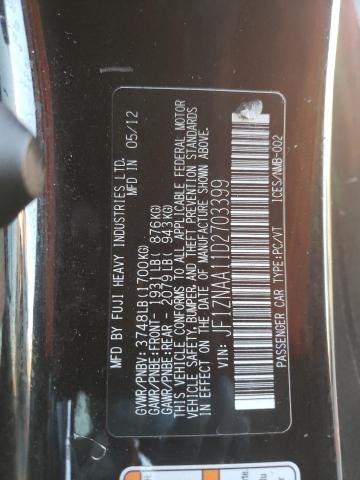 MFD BY FUJI HEAVY INDUSTRIES LTD.
MFD IN 05/12
GVWR/PNBV: 3748LB(1700KG)
GAWR/PNBE:FRONT - 1931LB( 876KG)
GAWR/PNBE:REAR - 2079LB( 943KG)
THIS VEHICLE CONFORMS TO ALL APPLICABLE FEDERAL MOTOR
VEHICLE SAFETY,BUMPER, AND THEFT PREVENTION STANDARDS
IN EFFECT ON THE DATE OF MANUFACTURE SHOWN ABOVE.
VIN: JF1ZNAA11D2703399
PASSENGER CAR TYPE:PC/VT ICES/NMB-002